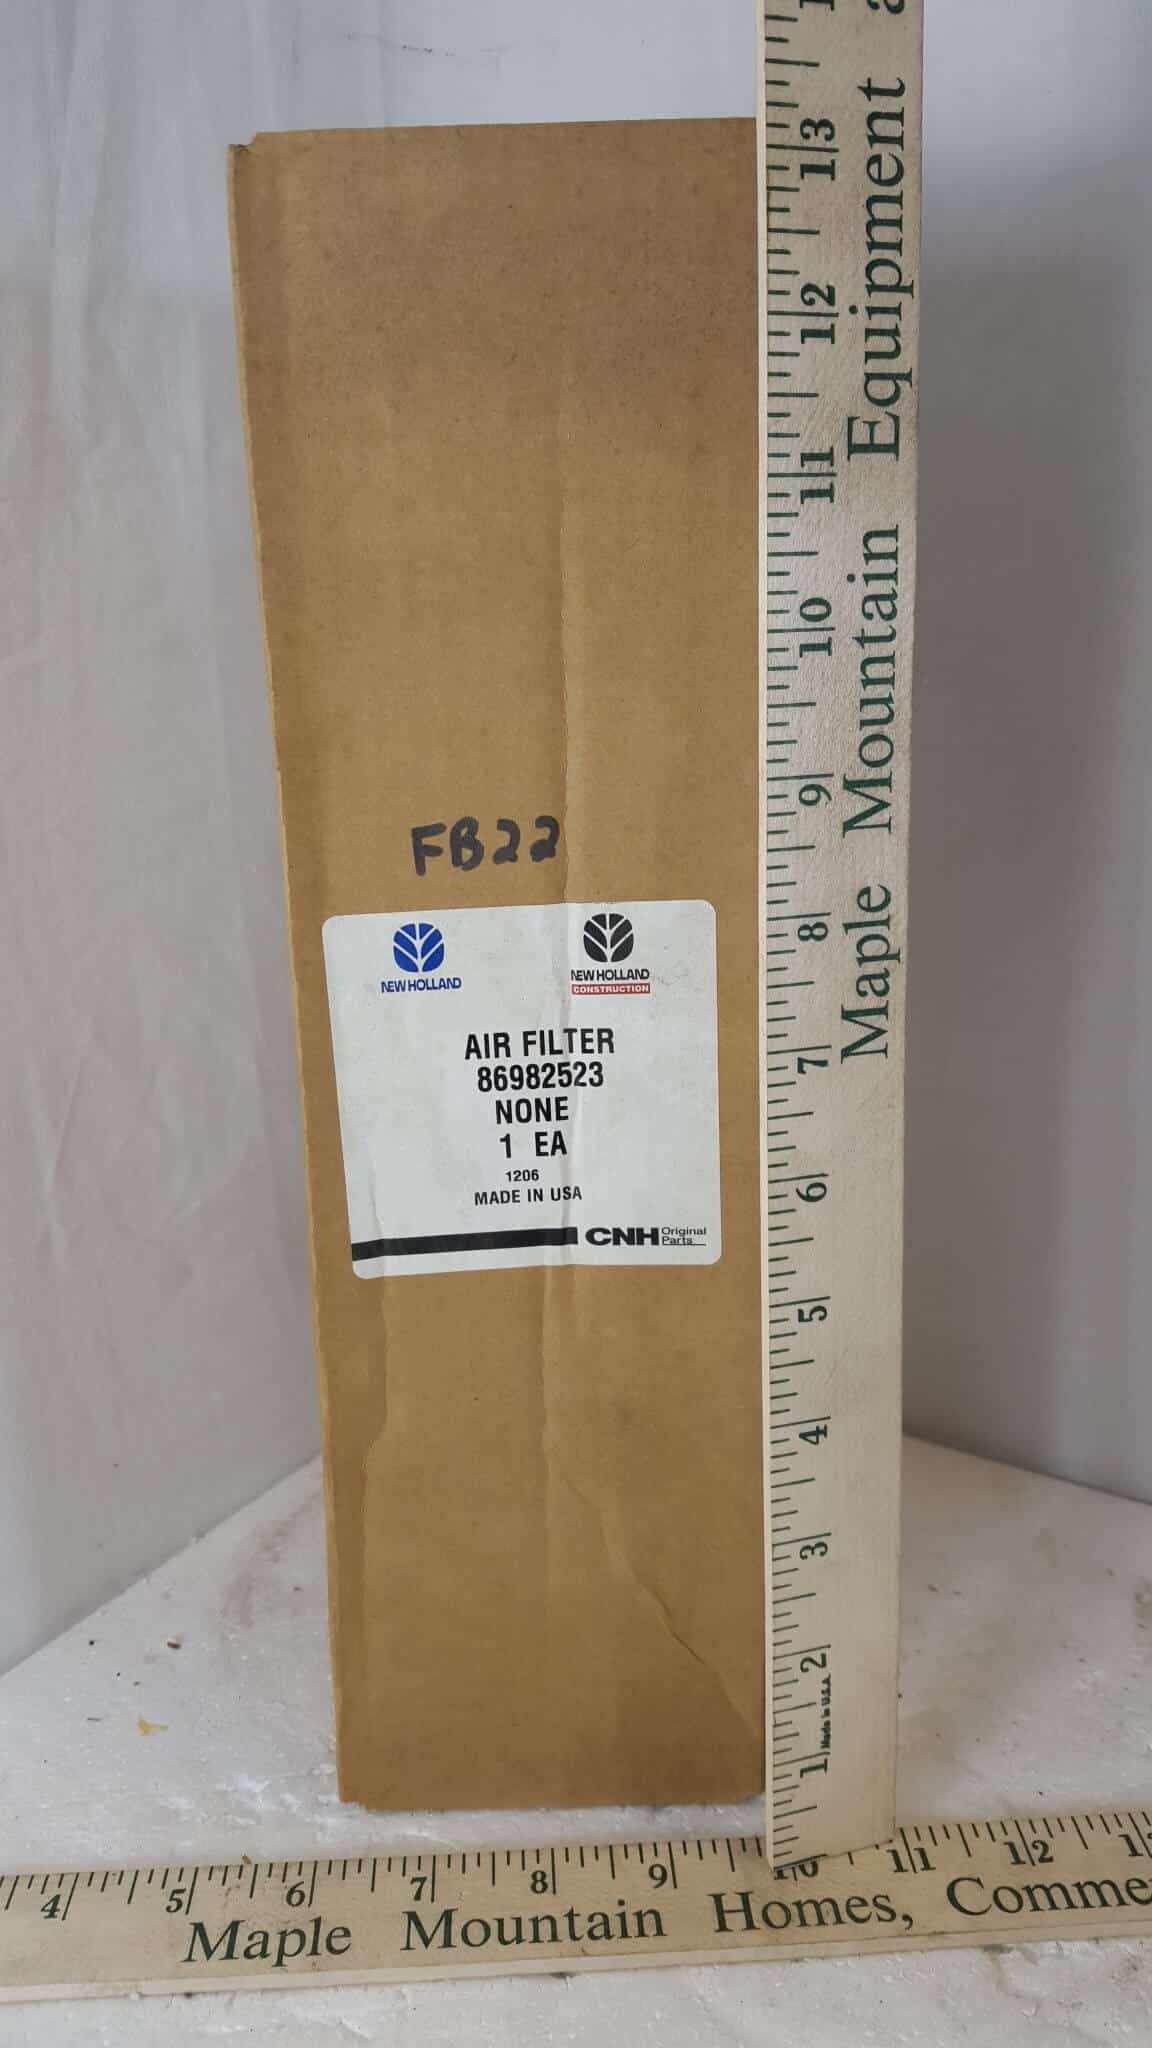 FB22
NEW HOLLAND
NEW HOLLAND
CONSTRUCTION
AIR FILTER
86982523
NONE
1 EA
1206
MADE IN USA
CNH Original
Parts
Maple Mountain Equipment
13
12
11
10
9
8
7
6
5
4
3
2
1
Made in U.S.A.
4 5 6 7 8 9 10 11 12
Maple Mountain Homes,